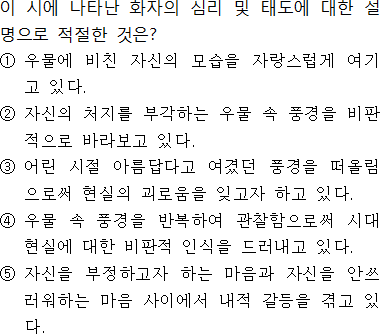 이 시에 나타난 화자의 심리 및 태도에 대한 설
명으로 적절한 것은?
① 우물에 비친 자신의 모습을 자랑스럽게 여기
고 있다.
② 자신의 처지를 부각하는 우물 속 풍경을 비판
적으로 바라보고 있다.
③ 어린 시절 아름답다고 여겼던 풍경을 떠올림
으로써 현실의 괴로움을 잊고자 하고 있다.
④ 우물 속 풍경을 반복하여 관찰함으로써 시대
현실에 대한 비판적 인식을 드러내고 있다.
⑤ 자신을 부정하고자 하는 마음과 자신을 안쓰
러워하는 마음 사이에서 내적 갈등을 겪고 있
다.